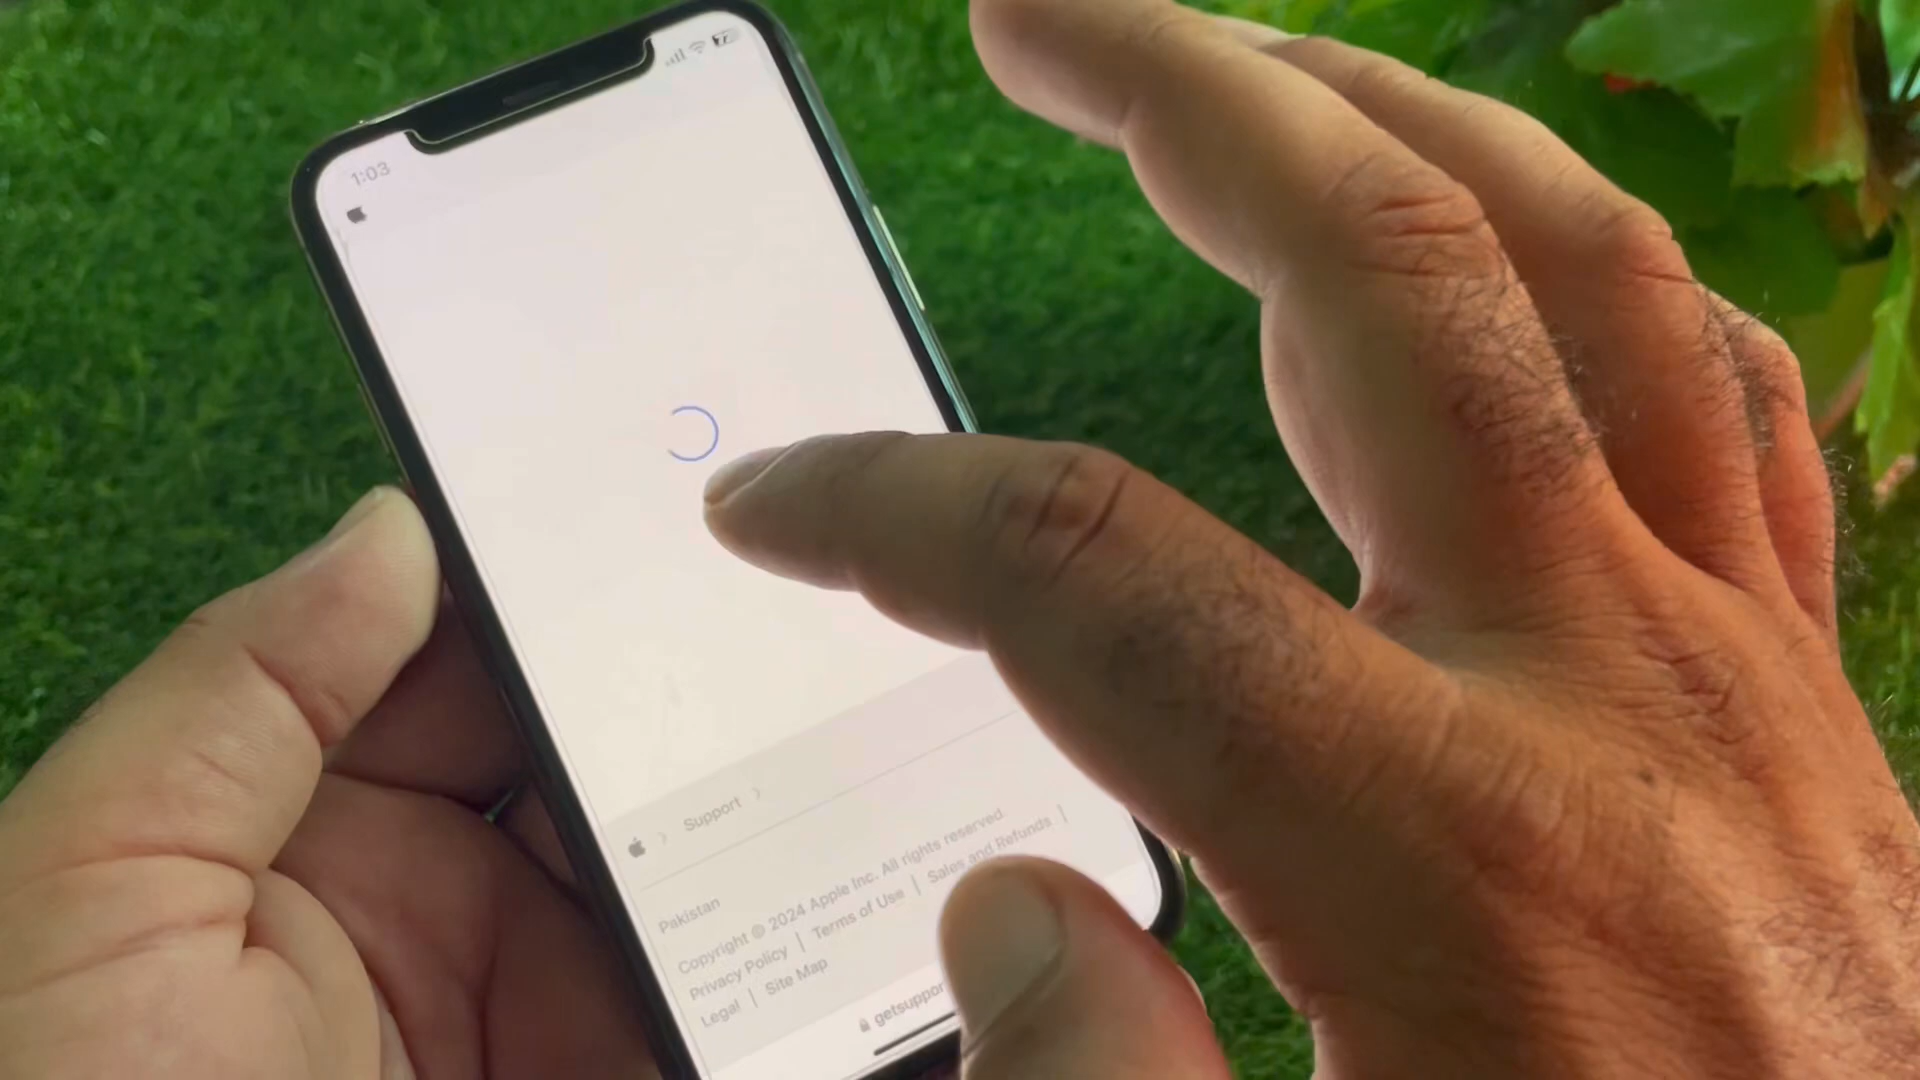 1:03
Support
Pakistan
Copyright © 2024 Apple Inc. All rights reserved.
Privacy Policy | Terms of Use | Sales and Refunds |
Legal | Site Map
getsuppor